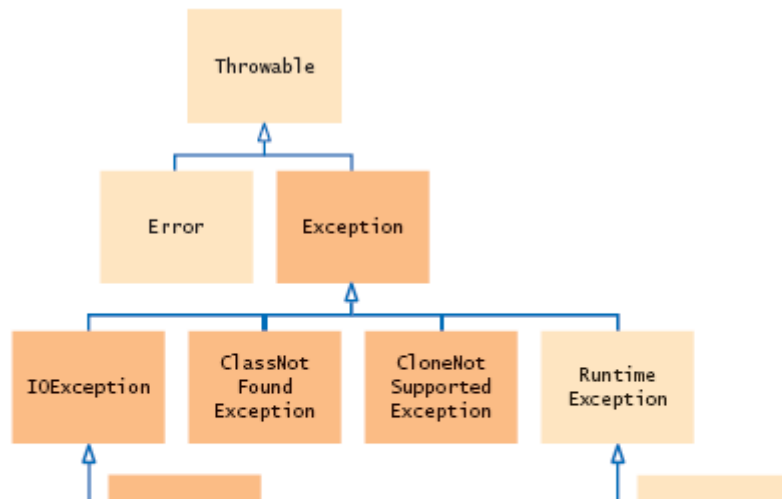 Throwable
Error
Exception
IOException
ClassNot
Found
Exception
CloneNot
Supported
Exception
Runtime
Exception